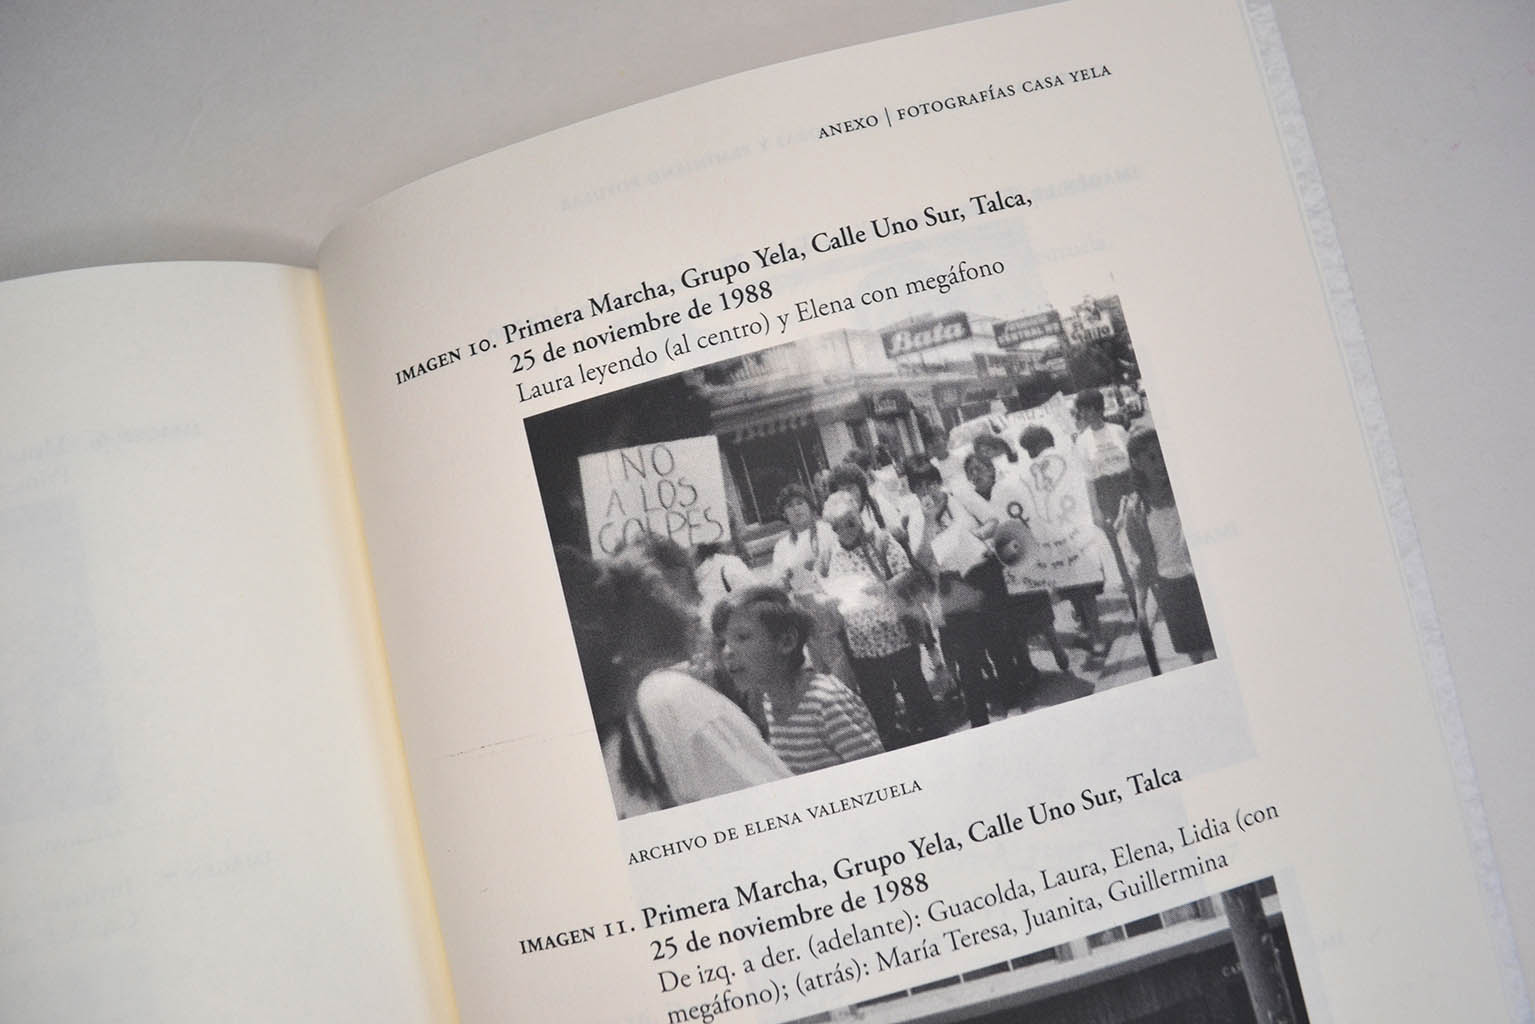 ANEXO | FOTOGRAFÍAS CASA YELA
IMAGEN 10. Primera Marcha, Grupo Yela, Calle Uno Sur, Talca,
25 de noviembre de 1988
Laura leyendo (al centro) y Elena con megáfono
Bata
NO
A LOS
GOLPES
ARCHIVO DE ELENA VALENZUELA
IMAGEN 11. Primera Marcha, Grupo Yela, Calle Uno Sur, Talca
25 de noviembre de 1988
De izq. a der. (adelante): Guacolda, Laura, Elena, Lidia (con
megáfono); (atrás): María Teresa, Juanita, Guillermina